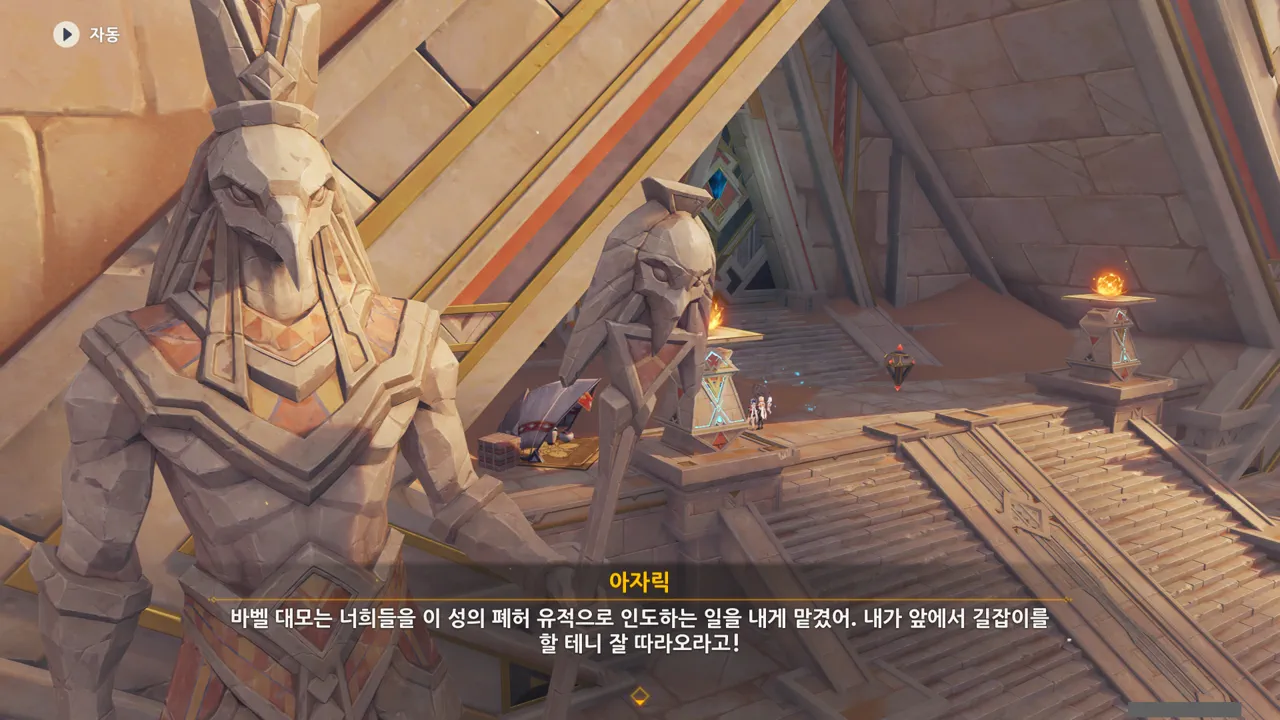 자동
아자릭
바벨 대모는 너희들을 이 성의 폐허 유적으로 인도하는 일을 내게 맡겼어. 내가 앞에서 길잡이를
할 테니 잘 따라오라고!